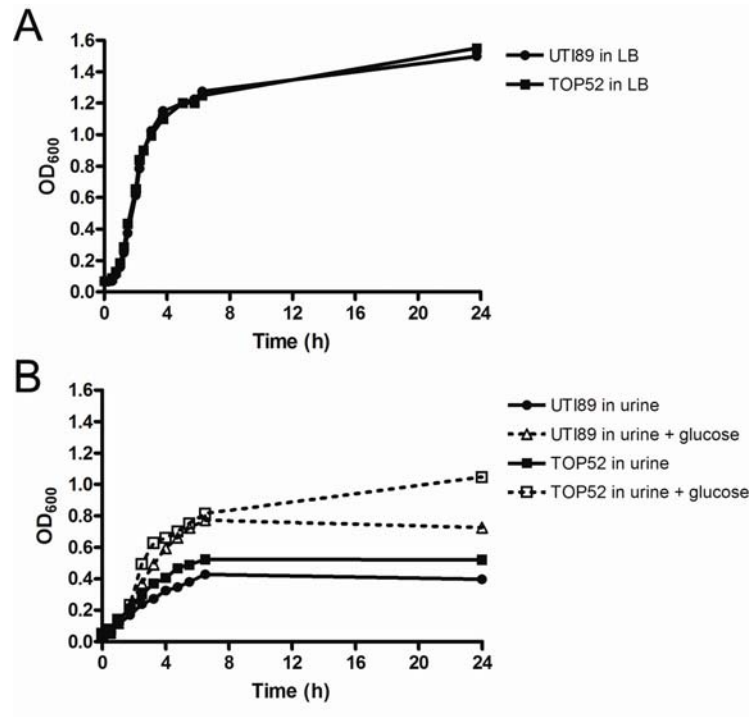 A
1.6
1.4
1.2
1.0
0.8
0.6
0.4
0.2
0.0
OD600
0 4 8 12 16 20 24
Time (h)
UTI89 in LB
TOP52 in LB
B
1.6
1.4
1.2
1.0
0.8
0.6
0.4
0.2
0.0
OD600
0 4 8 12 16 20 24
Time (h)
UTI89 in urine
UTI89 in urine + glucose
TOP52 in urine
TOP52 in urine + glucose